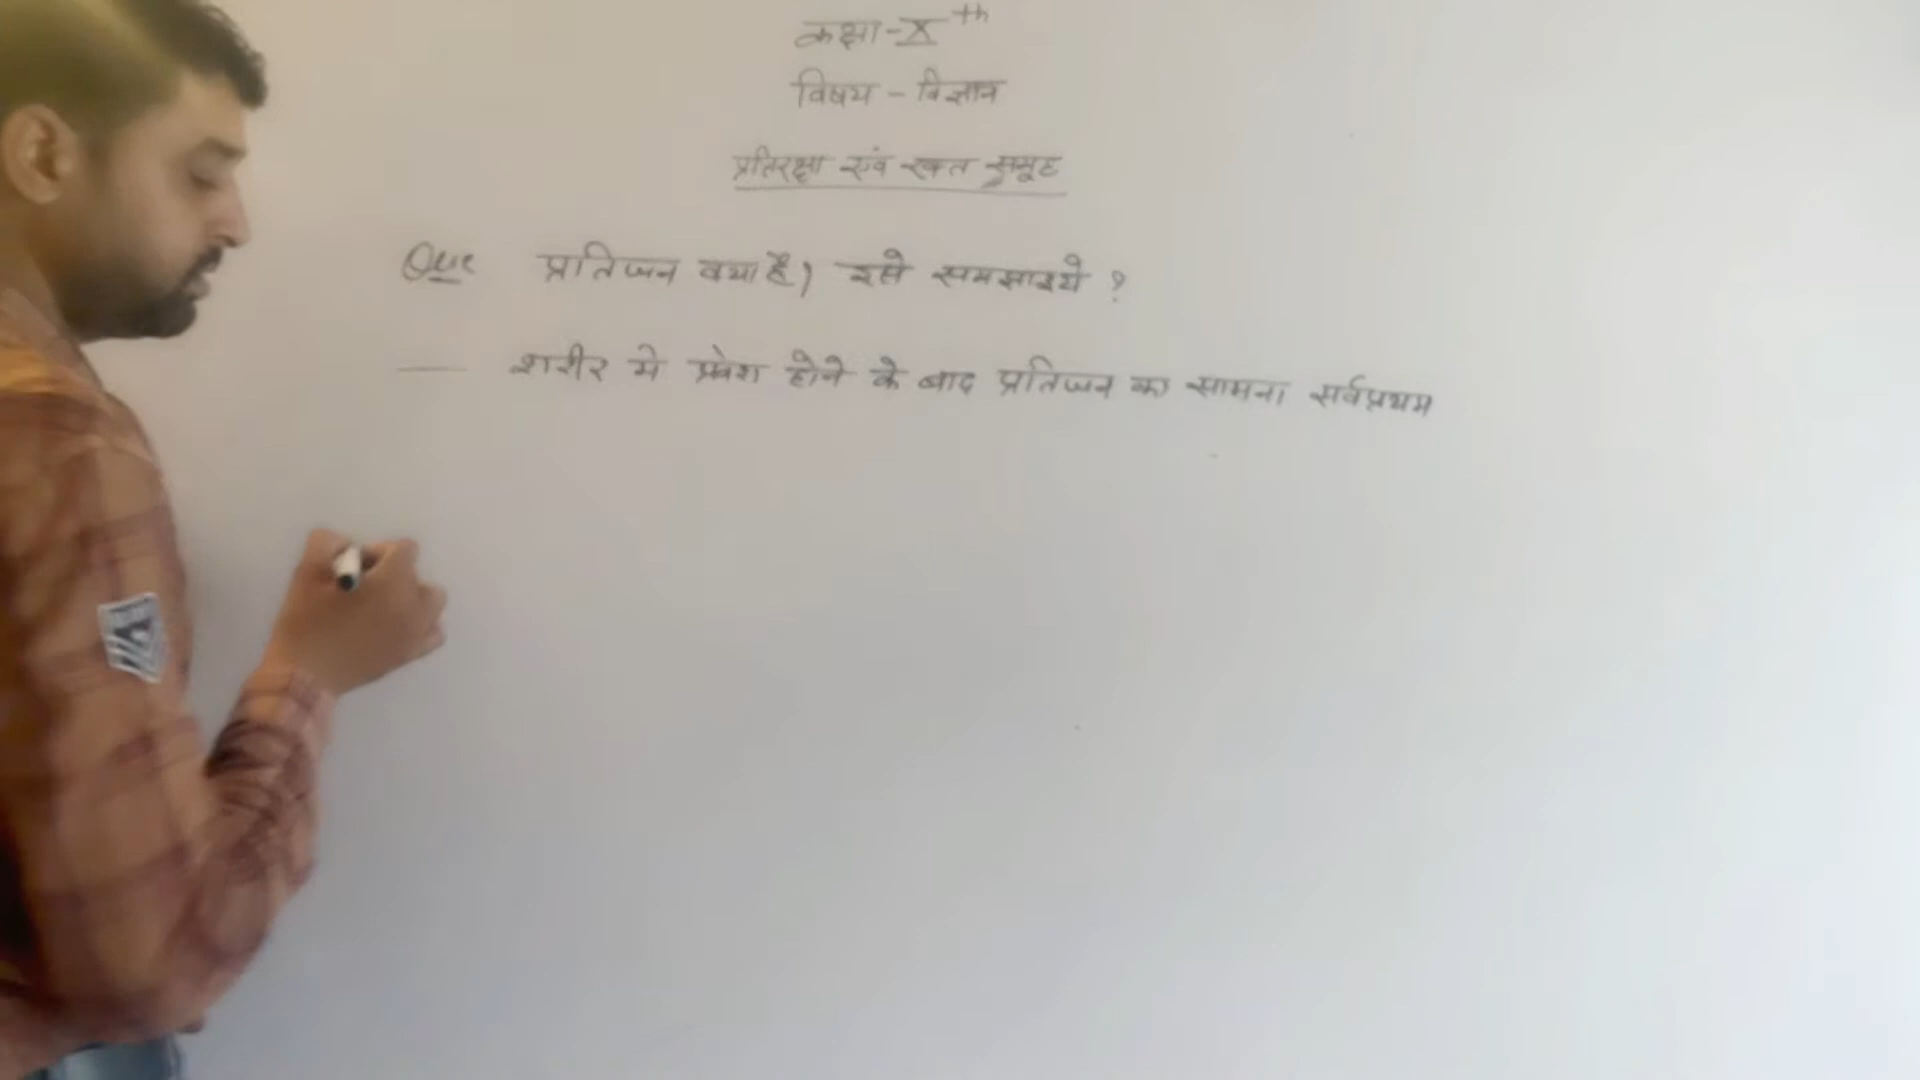 कक्षा-X th
विषय - विज्ञान
प्रतिरक्षा एवं रक्त समूह
Que प्रतिजन क्या है) इसे समझाइये ?
— शरीर मे प्रवेश होने के बाद प्रतिजन का सामना सर्वप्रथम